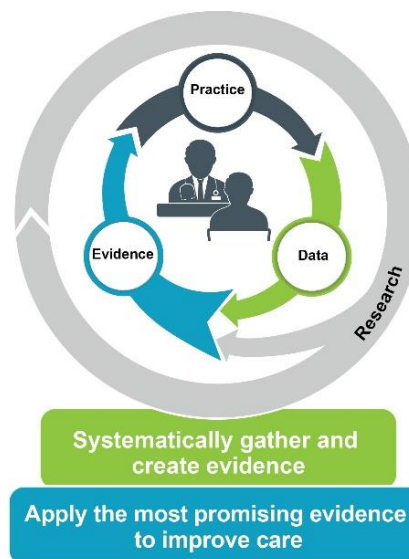 Practice
Evidence
Data
Research
Systematically gather and
create evidence
Apply the most promising evidence
to improve care